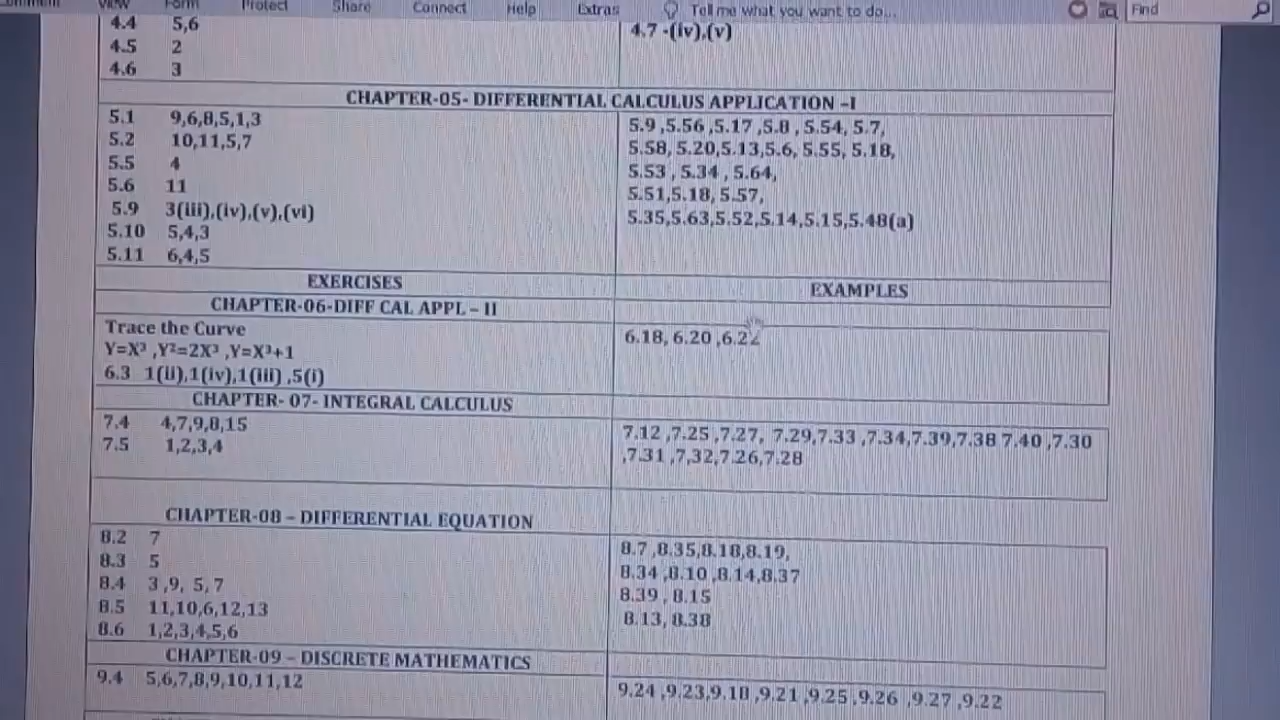 View Form Protect Share Connect Help Extras Tell me what you want to do... Find
4.4 5,6
4.5 2
4.6 3
4.7 -(iv),(v)
CHAPTER-05- DIFFERENTIAL CALCULUS APPLICATION –I
5.1 9,6,8,5,1,3
5.2 10,11,5,7
5.5 4
5.6 11
5.9 3(iii),(iv),(v),(vi)
5.10 5,4,3
5.11 6,4,5
5.9 ,5.56 ,5.17 ,5.8 , 5.54, 5.7,
5.58, 5.20,5.13,5.6, 5.55, 5.18,
5.53 , 5.34 , 5.64,
5.51,5.18, 5.57,
5.35,5.63,5.52,5.14,5.15,5.48(a)
EXERCISES
EXAMPLES
CHAPTER-06-DIFF CAL APPL – II
Trace the Curve
Y=X³ ,Y²=2X³ ,Y=X³+1
6.3 1(ii),1(iv),1(iii) ,5(i)
6.18, 6.20 ,6.22
CHAPTER- 07- INTEGRAL CALCULUS
7.4 4,7,9,8,15
7.5 1,2,3,4
7.12 ,7.25 ,7.27, 7.29,7.33 ,7.34,7.39,7.38 7.40 ,7.30
,7.31 ,7,32,7.26,7.28
CHAPTER-08 – DIFFERENTIAL EQUATION
8.2 7
8.3 5
8.4 3 ,9, 5, 7
8.5 11,10,6,12,13
8.6 1,2,3,4,5,6
8.7 ,8.35,8.18,8.19,
8.34 ,8.10 ,8.14,8.37
8.39 , 8.15
8.13, 8.38
CHAPTER-09 – DISCRETE MATHEMATICS
9.4 5,6,7,8,9,10,11,12
9.24 ,9.23,9.18 ,9.21 ,9.25 ,9.26 ,9.27 ,9.22